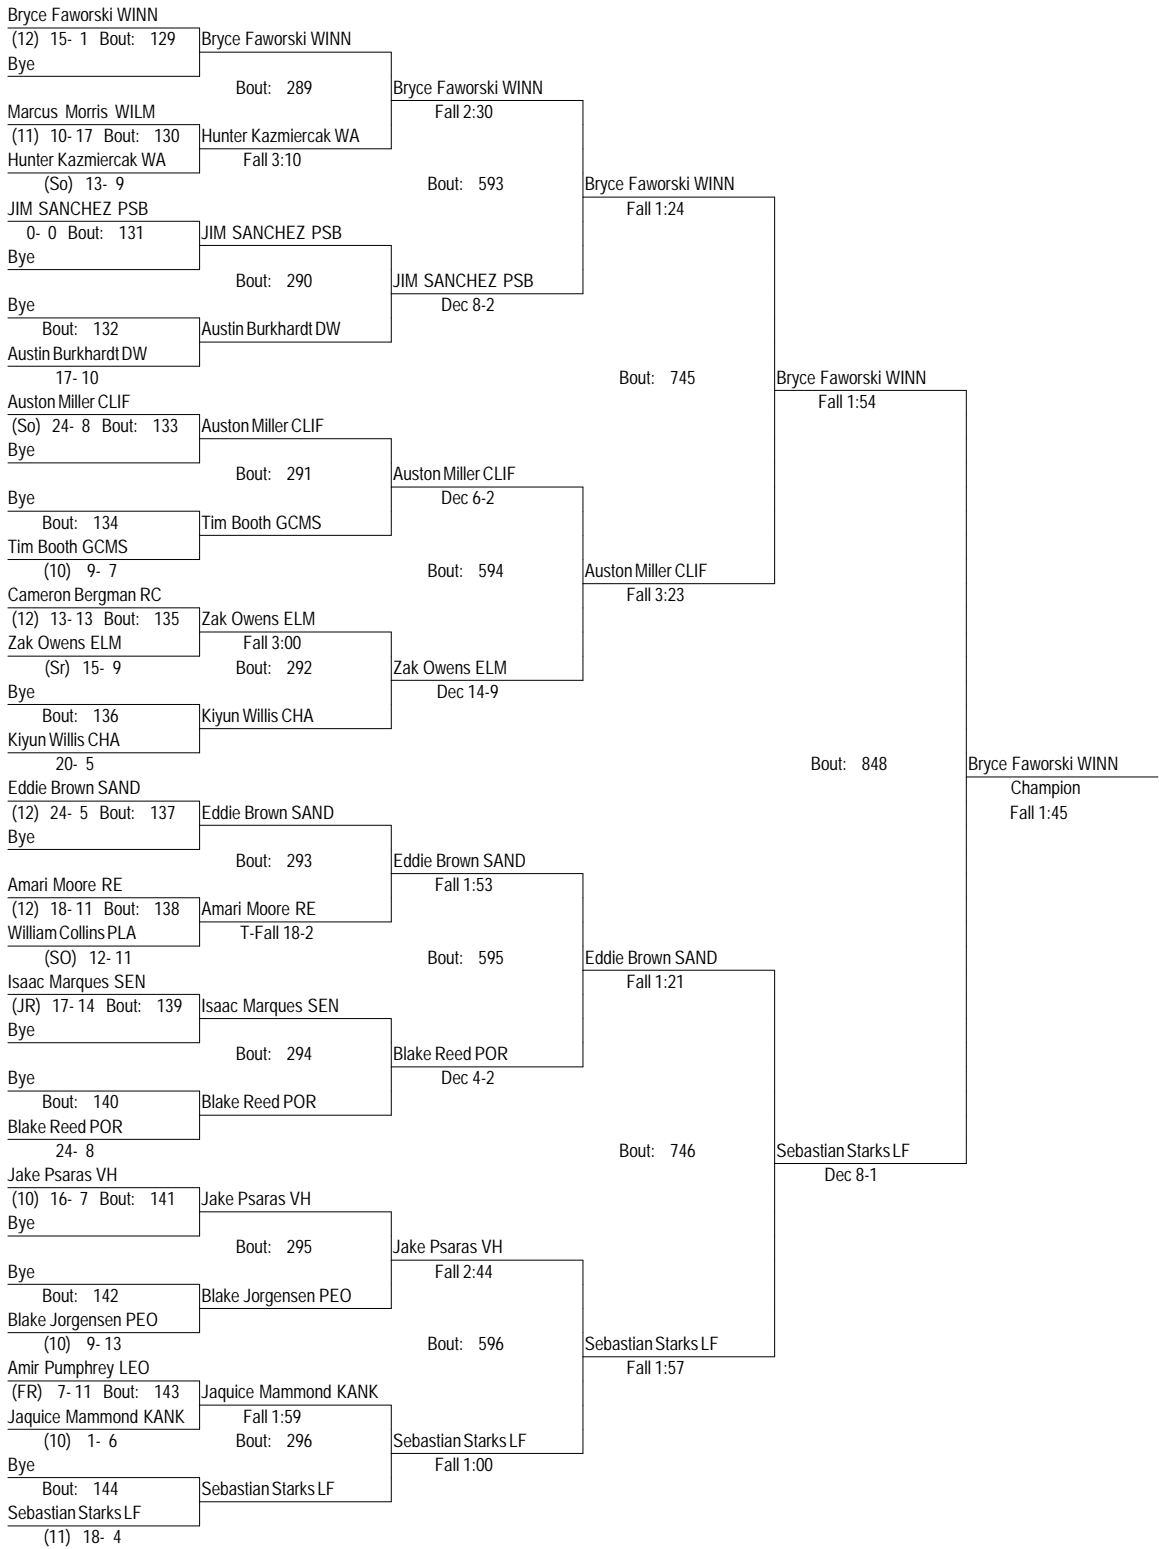 Bryce Faworski WINN
(12) 15- 1 Bout: 129 Bryce Faworski WINN
Bye
Bout: 289 Bryce Faworski WINN
Marcus Morris WILM Fall 2:30
(11) 10- 17 Bout: 130 Hunter Kazmiercak WA
Hunter Kazmiercak WA Fall 3:10
(So) 13- 9 Bout: 593 Bryce Faworski WINN
JIM SANCHEZ PSB Fall 1:24
0- 0 Bout: 131 JIM SANCHEZ PSB
Bye
Bout: 290 JIM SANCHEZ PSB
Bye Dec 8-2
Bout: 132 Austin Burkhardt DW
Austin Burkhardt DW
17- 10 Bout: 745 Bryce Faworski WINN
Auston Miller CLIF Fall 1:54
(So) 24- 8 Bout: 133 Auston Miller CLIF
Bye
Bout: 291 Auston Miller CLIF
Bye Dec 6-2
Bout: 134 Tim Booth GCMS
Tim Booth GCMS
(10) 9- 7 Bout: 594 Auston Miller CLIF
Cameron Bergman RC Fall 3:23
(12) 13- 13 Bout: 135 Zak Owens ELM
Zak Owens ELM Fall 3:00
(Sr) 15- 9 Bout: 292 Zak Owens ELM
Bye Dec 14-9
Bout: 136 Kiyun Willis CHA
Kiyun Willis CHA
20- 5 Bout: 848 Bryce Faworski WINN
Eddie Brown SAND Champion
(12) 24- 5 Bout: 137 Eddie Brown SAND Fall 1:45
Bye
Bout: 293 Eddie Brown SAND
Amari Moore RE Fall 1:53
(12) 18- 11 Bout: 138 Amari Moore RE
William Collins PLA T-Fall 18-2
(SO) 12- 11 Bout: 595 Eddie Brown SAND
Isaac Marques SEN Fall 1:21
(JR) 17- 14 Bout: 139 Isaac Marques SEN
Bye
Bout: 294 Blake Reed POR
Bye Dec 4-2
Bout: 140 Blake Reed POR
Blake Reed POR
24- 8 Bout: 746 Sebastian Starks LF
Jake Psaras VH Dec 8-1
(10) 16- 7 Bout: 141 Jake Psaras VH
Bye
Bout: 295 Jake Psaras VH
Bye Fall 2:44
Bout: 142 Blake Jorgensen PEO
Blake Jorgensen PEO
(10) 9- 13 Bout: 596 Sebastian Starks LF
Amir Pumphrey LEO Fall 1:57
(FR) 7- 11 Bout: 143 Jaquice Mammond KANK
Jaquice Mammond KANK Fall 1:59
(10) 1- 6 Bout: 296 Sebastian Starks LF
Bye Fall 1:00
Bout: 144 Sebastian Starks LF
Sebastian Starks LF
(11) 18- 4